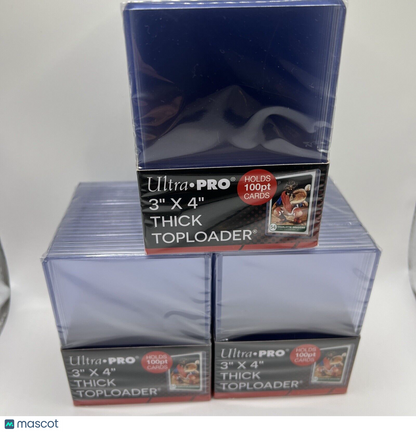 Ultra•PRO®
3" X 4"
THICK
TOPLOADER®
HOLDS
100pt
CARDS
Ultra•PRO®
3" X 4"
THICK
TOPLOADER®
HOLDS
100pt
CARDS
Ultra•PRO®
3" X 4"
THICK
TOPLOADER®
HOLDS
100pt
CARDS
mascot